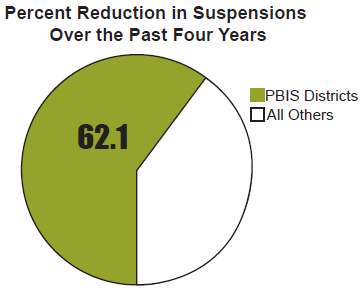 Percent Reduction in Suspensions
Over the Past Four Years
PBIS Districts
All Others
62.1